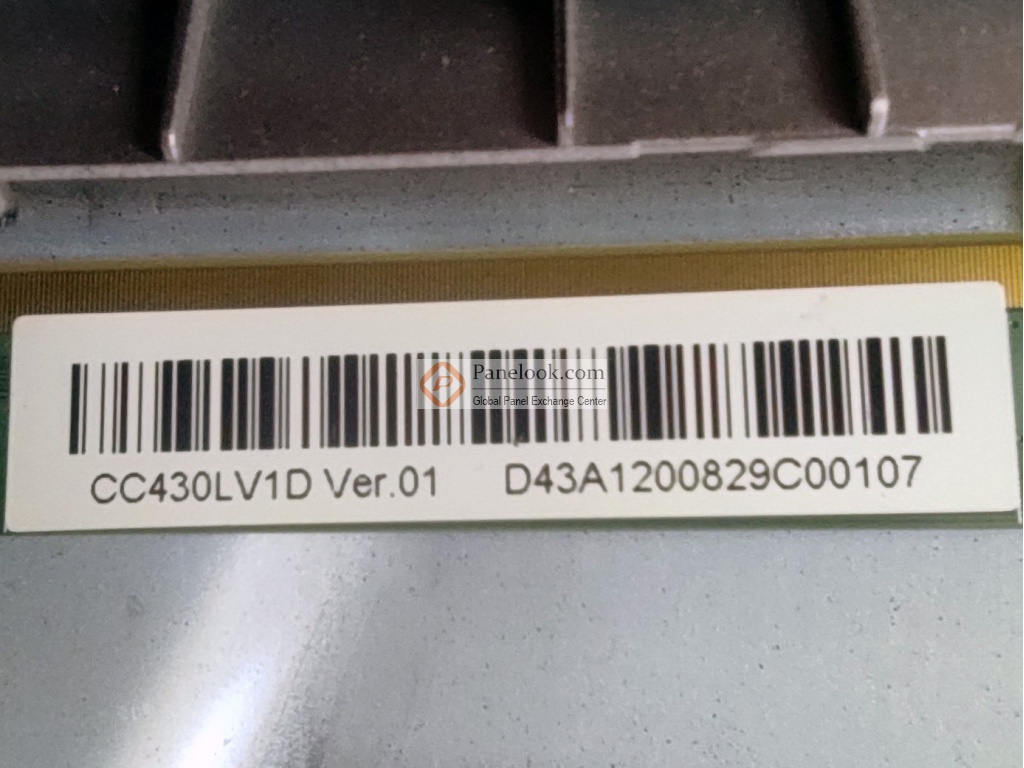 Panelook.com
Global Panel Exchange Center
CC430LV1D Ver.01 D43A1200829C00107